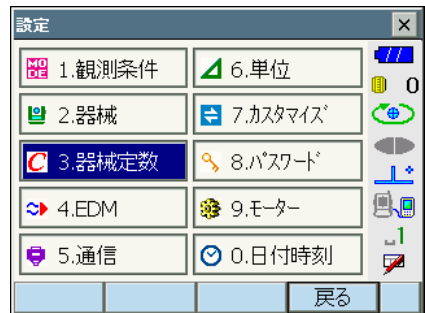 設定
MODE 1.観測条件
6.単位
0
2.器械
7.ｶｽﾀﾏｲｽﾞ
C 3.器械定数
8.ﾊﾟｽﾜｰﾄﾞ
4.EDM
9.ﾓｰﾀｰ
1
5.通信
0.日付時刻
戻る